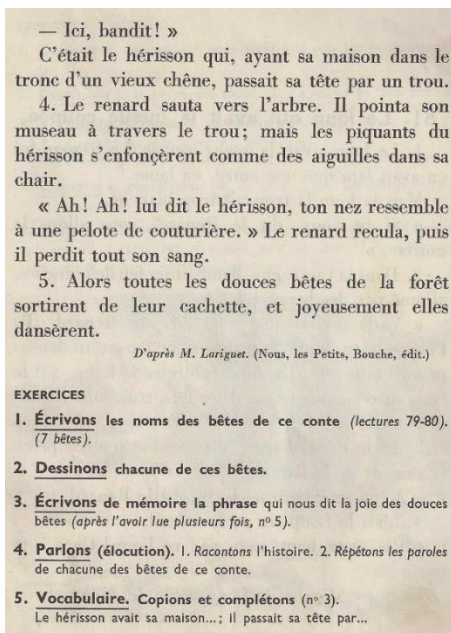 — Ici, bandit ! »
C'était le hérisson qui, ayant sa maison dans le
tronc d'un vieux chêne, passait sa tête par un trou.
4. Le renard sauta vers l'arbre. Il pointa son
museau à travers le trou ; mais les piquants du
hérisson s'enfonçèrent comme des aiguilles dans sa
chair.
« Ah ! Ah ! lui dit le hérisson, ton nez ressemble
à une pelote de couturière. » Le renard recula, puis
il perdit tout son sang.
5. Alors toutes les douces bêtes de la forêt
sortirent de leur cachette, et joyeusement elles
dansèrent.
D'après M. Lariguet. (Nous, les Petits, Bouche, édit.)
EXERCICES
1. Écrivons les noms des bêtes de ce conte (lectures 79-80).
(7 bêtes).
2. Dessinons chacune de ces bêtes.
3. Écrivons de mémoire la phrase qui nous dit la joie des douces
bêtes (après l'avoir lue plusieurs fois, n° 5).
4. Parlons (élocution). 1. Racontons l'histoire. 2. Répétons les paroles
de chacune des bêtes de ce conte.
5. Vocabulaire. Copions et complétons (n° 3).
Le hérisson avait sa maison... ; il passait sa tête par...